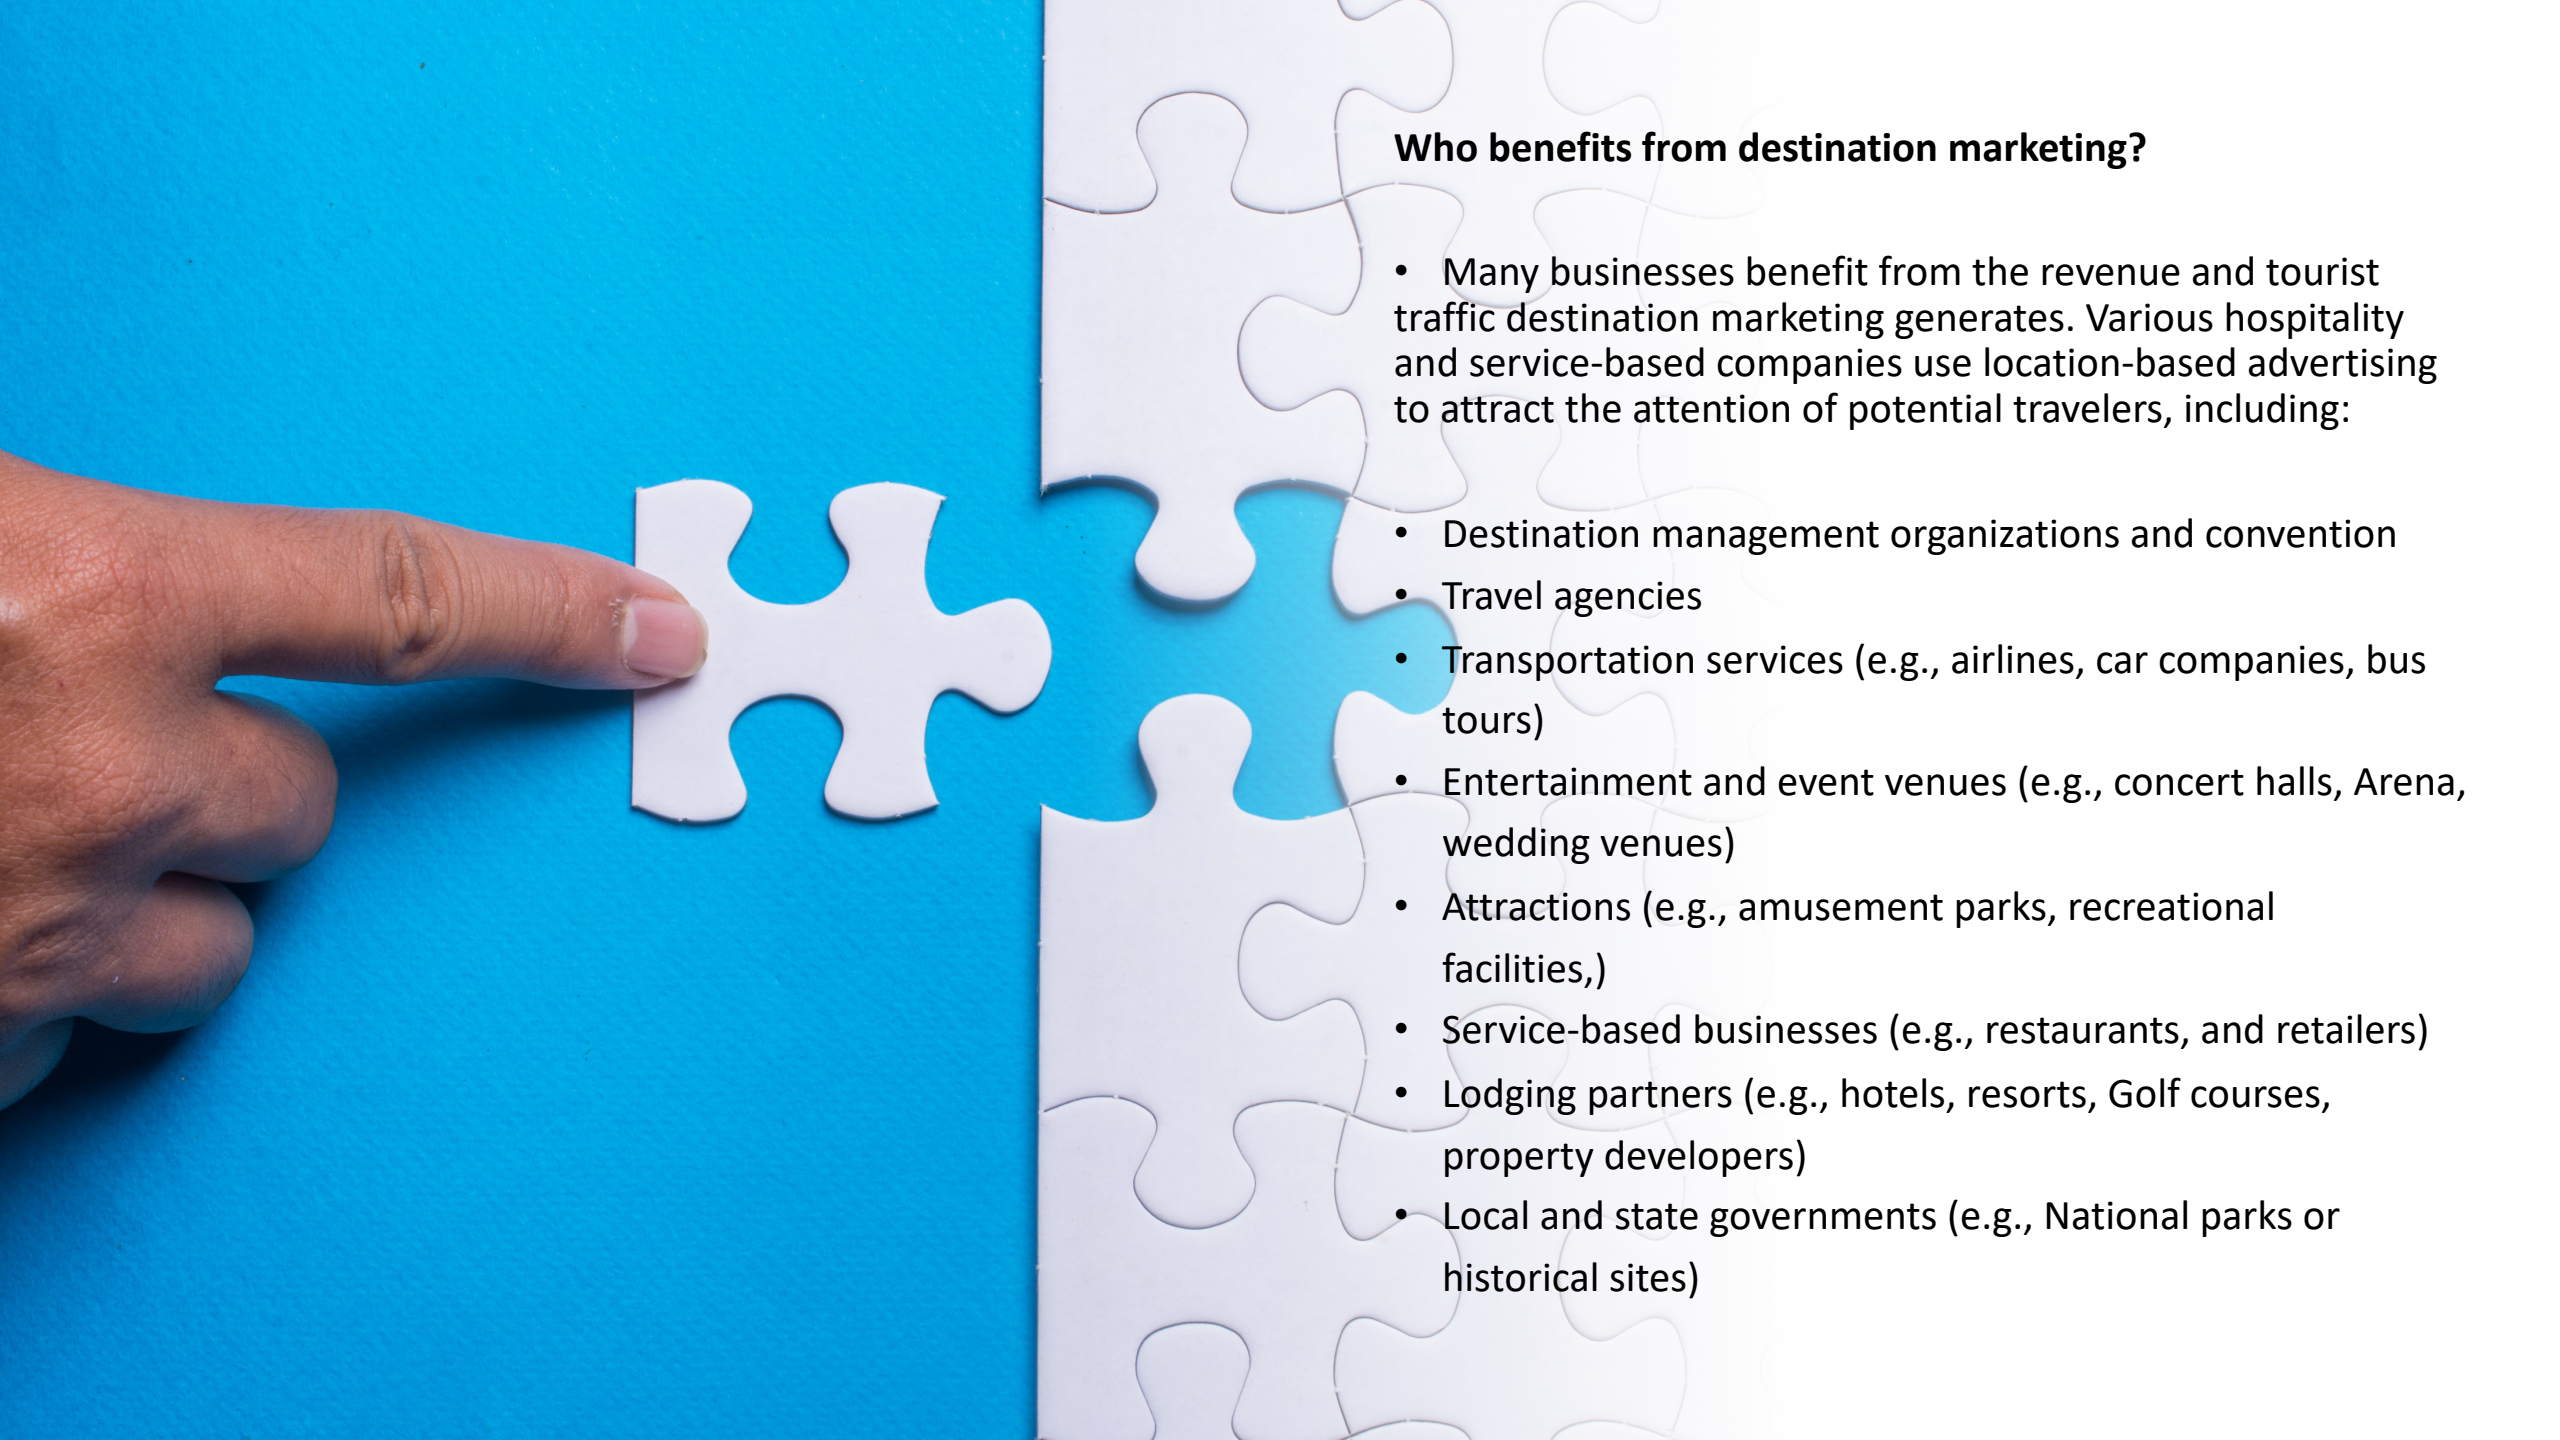 Who benefits from destination marketing?
• Many businesses benefit from the revenue and tourist
traffic destination marketing generates. Various hospitality
and service-based companies use location-based advertising
to attract the attention of potential travelers, including:
• Destination management organizations and convention
• Travel agencies
• Transportation services (e.g., airlines, car companies, bus
tours)
• Entertainment and event venues (e.g., concert halls, Arena,
wedding venues)
• Attractions (e.g., amusement parks, recreational
facilities,)
• Service-based businesses (e.g., restaurants, and retailers)
• Lodging partners (e.g., hotels, resorts, Golf courses,
property developers)
• Local and state governments (e.g., National parks or
historical sites)